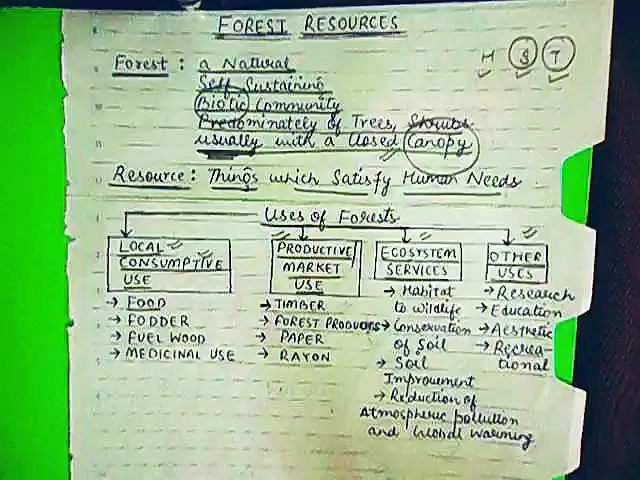 FOREST RESOURCES
Forest : a Natural
H S T
Self Sustaining
Biotic Community
Predominately of Trees, Shrubs
usually with a closed Canopy
Resource : Things which Satisfy Human Needs.
Uses of Forests
LOCAL
CONSUMPTIVE
USE
→ FOOD
→ FODDER
→ FUEL WOOD
→ MEDICINAL USE
PRODUCTIVE/
MARKET
USE
→ TIMBER
→ FOREST PRODUCTS
→ PAPER
→ RAYON
ECOSYSTEM
SERVICES
→ Habitat
to wildlife
→ Conservation
of Soil
→ Soil
Improvement
→ Reduction of
Atmospheric pollution
and Global warming
OTHER
USES
→ Research
→ Education
→ Aesthetic
→ Recrea-
tional